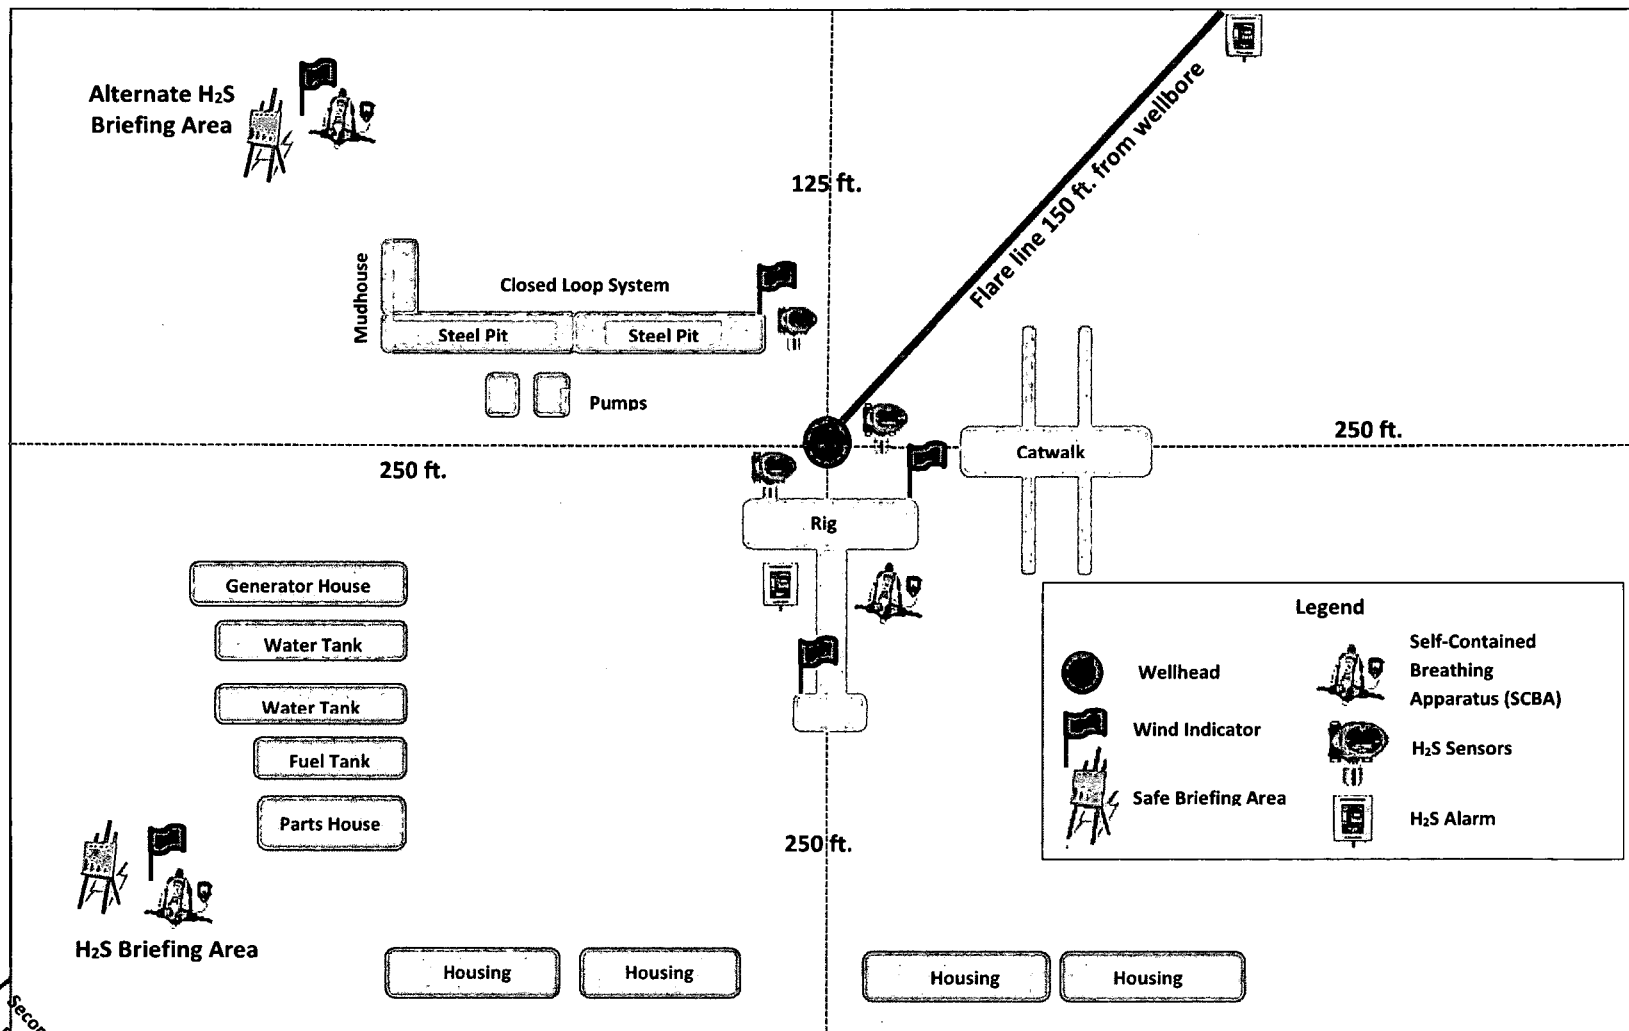 Alternate H₂S
Briefing Area
125 ft.
Flare line 150 ft. from wellbore
Mudhouse
Closed Loop System
Steel Pit
Steel Pit
Pumps
250 ft.
250 ft.
Catwalk
Rig
Generator House
Water Tank
Water Tank
Fuel Tank
Parts House
250 ft.
H₂S Briefing Area
Housing
Housing
Housing
Housing
Legend
Wellhead
Wind Indicator
Safe Briefing Area
Self-Contained
Breathing
Apparatus (SCBA)
H₂S Sensors
H₂S Alarm